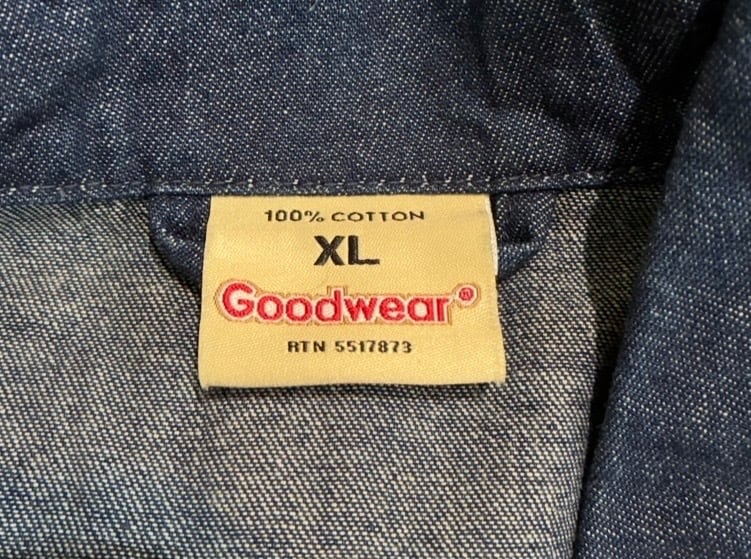 100% COTTON
XL
Goodwear®
RTN 5517873